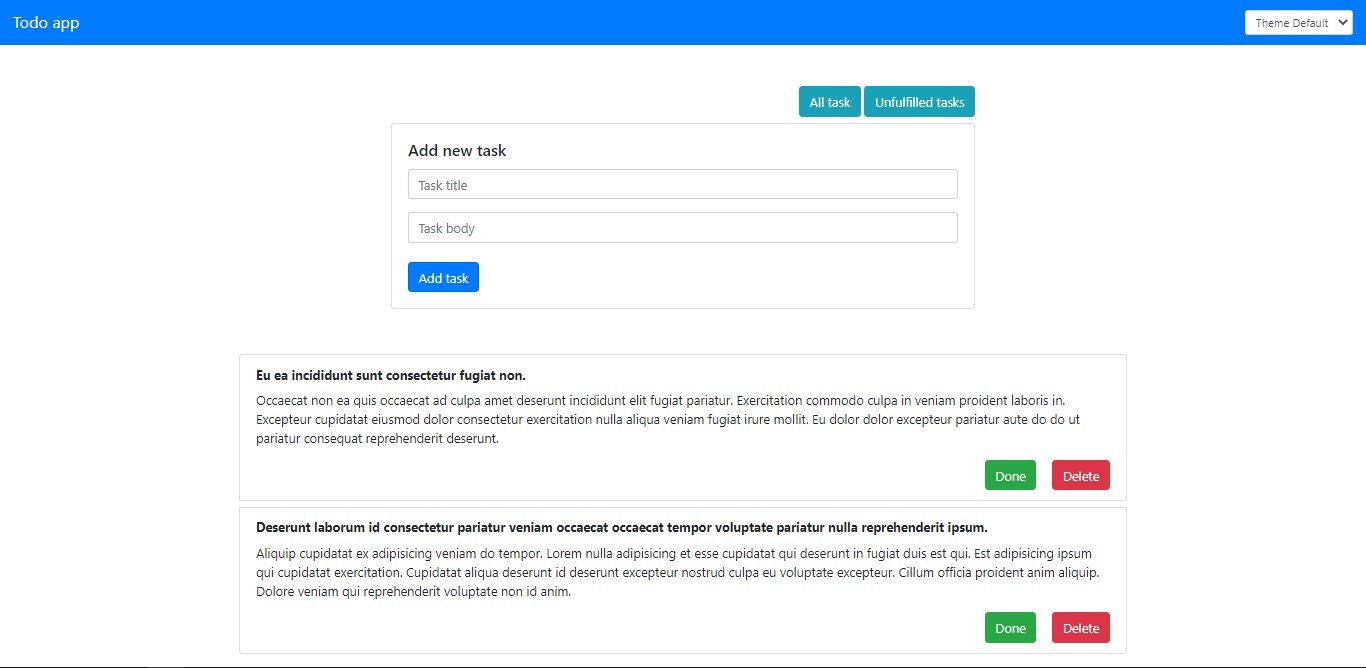 Todo app
Theme Default
All task
Unfulfilled tasks
Add new task
Task title
Task body
Add task
Eu ea incididunt sunt consectetur fugiat non.
Occaecat non ea quis occaecat ad culpa amet deserunt incididunt elit fugiat pariatur. Exercitation commodo culpa in veniam proident laboris in.
Excepteur cupidatat eiusmod dolor consectetur exercitation nulla aliqua veniam fugiat irure mollit. Eu dolor dolor excepteur pariatur aute do do ut
pariatur consequat reprehenderit deserunt.
Done
Delete
Deserunt laborum id consectetur pariatur veniam occaecat occaecat tempor voluptate pariatur nulla reprehenderit ipsum.
Aliquip cupidatat ex adipisicing veniam do tempor. Lorem nulla adipisicing et esse cupidatat qui deserunt in fugiat duis est qui. Est adipisicing ipsum
qui cupidatat exercitation. Cupidatat aliqua deserunt id deserunt excepteur nostrud culpa eu voluptate excepteur. Cillum officia proident anim aliquip.
Dolore veniam qui reprehenderit voluptate non id anim.
Done
Delete